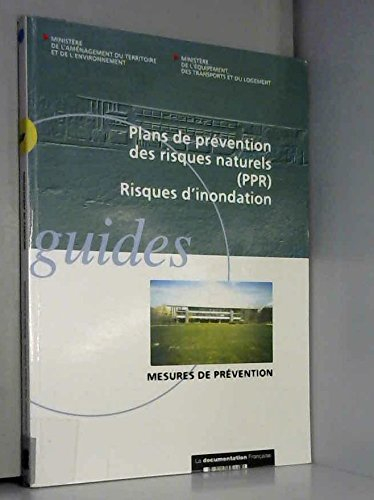 MINISTÈRE
DE L'AMÉNAGEMENT DU TERRITOIRE
ET DE L'ENVIRONNEMENT
MINISTÈRE
DE L'ÉQUIPEMENT,
DES TRANSPORTS ET DU LOGEMENT
Plans de prévention
des risques naturels
(PPR)
Risques d'inondation
guides
MESURES DE PRÉVENTION
La documentation Française